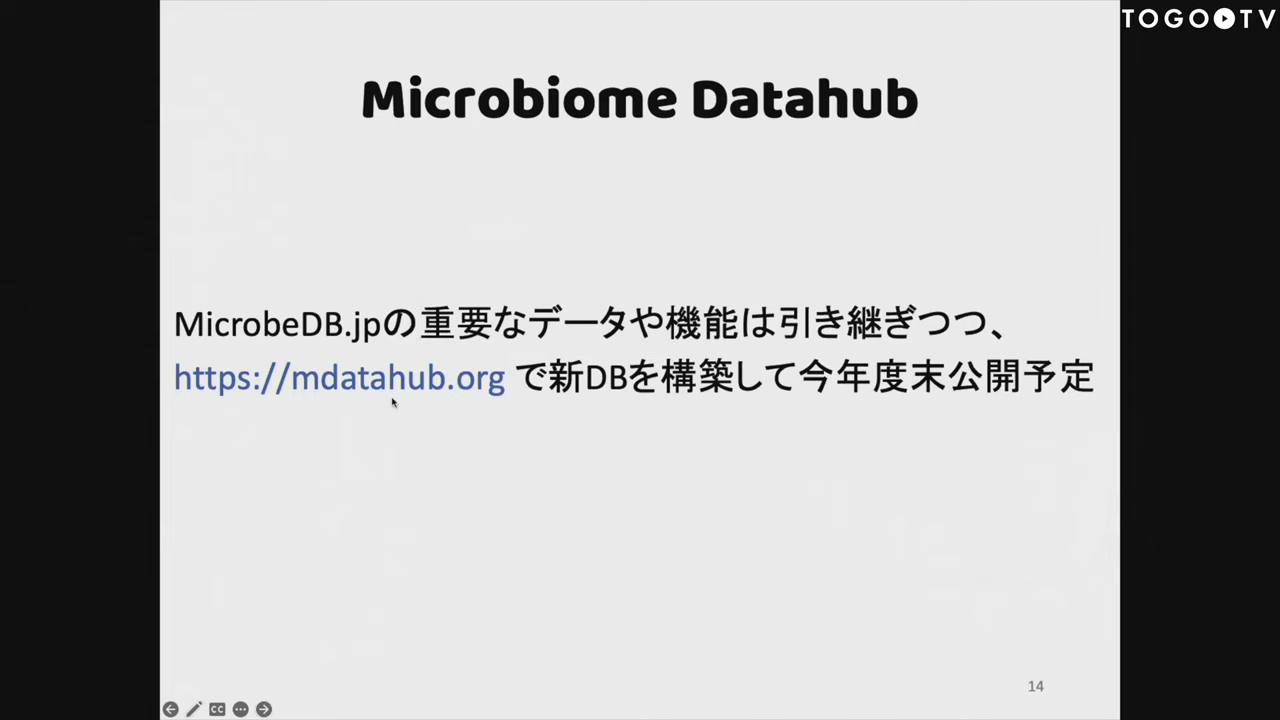 TOGO TV
Microbiome Datahub
MicrobeDB.jpの重要なデータや機能は引き継ぎつつ、
https://mdatahub.org で新DBを構築して今年度末公開予定
14
CC